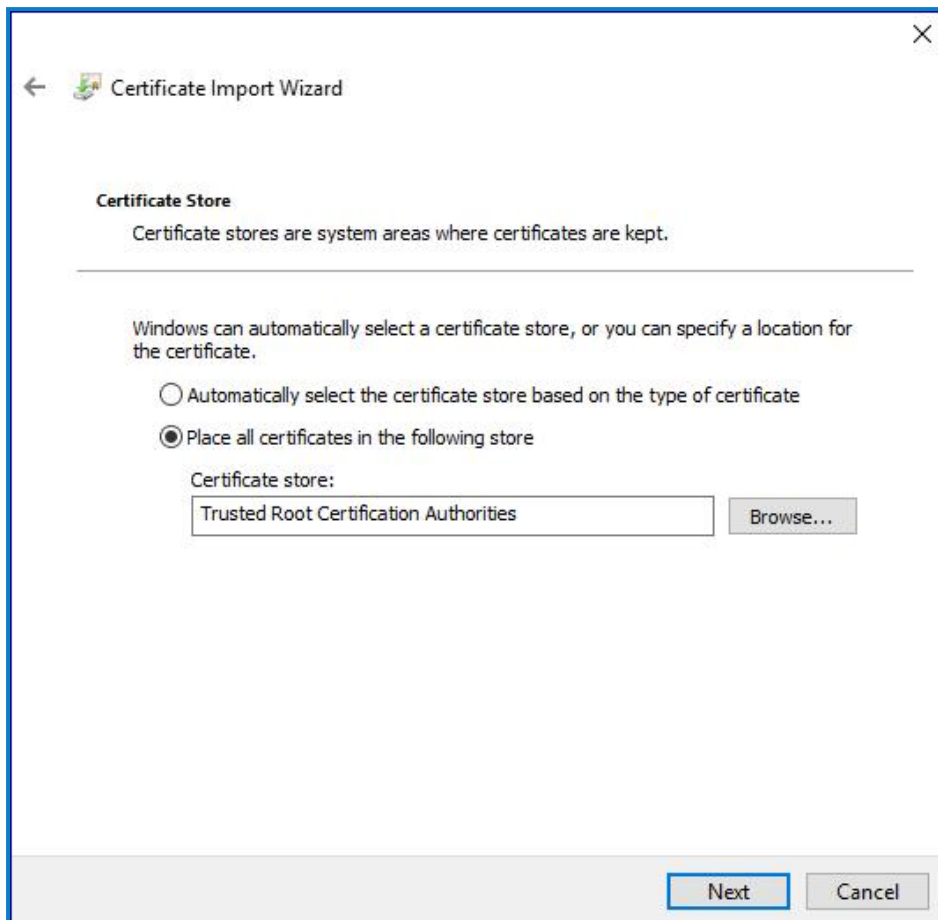 Certificate Import Wizard
Certificate Store
Certificate stores are system areas where certificates are kept.
Windows can automatically select a certificate store, or you can specify a location for
the certificate.
Automatically select the certificate store based on the type of certificate
Place all certificates in the following store
Certificate store:
Trusted Root Certification Authorities
Browse...
Next
Cancel